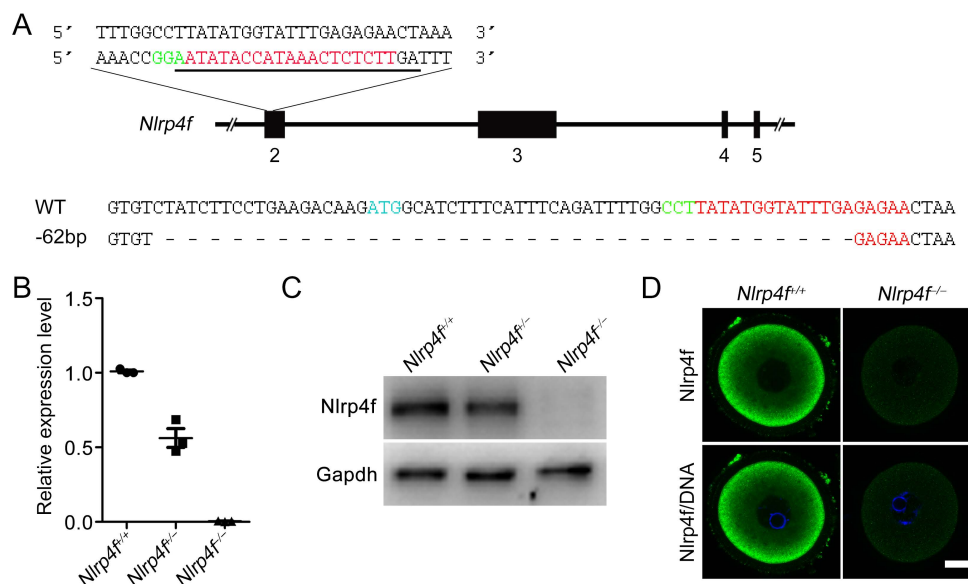 A
5´ TTTGGCCTTATATGGTATTTGAGAGAACTAAA 3´
5´ AAACCGGAATATACCATAAACTCTCTTGATTT 3´
Nlrp4f
2 3 4 5
WT GTGTCTATCTTCCTGAAGACAAGATGGCATCTTTCATTTCAGATTTTGGCCTTATATGGTATTTGAGAGAACTAA
-62bp GTGT – – – – – – – – – – – – – – – – – – – – – – – – – – – – – – GAGAACTAA
B
Relative expression level
1.5
1.0
0.5
0.0
Nlrp4f+/+ Nlrp4f+/– Nlrp4f–/–
C
Nlrp4f+/+ Nlrp4f+/– Nlrp4f–/–
Nlrp4f
Gapdh
D
Nlrp4f+/+ Nlrp4f–/–
Nlrp4f
Nlrp4f/DNA